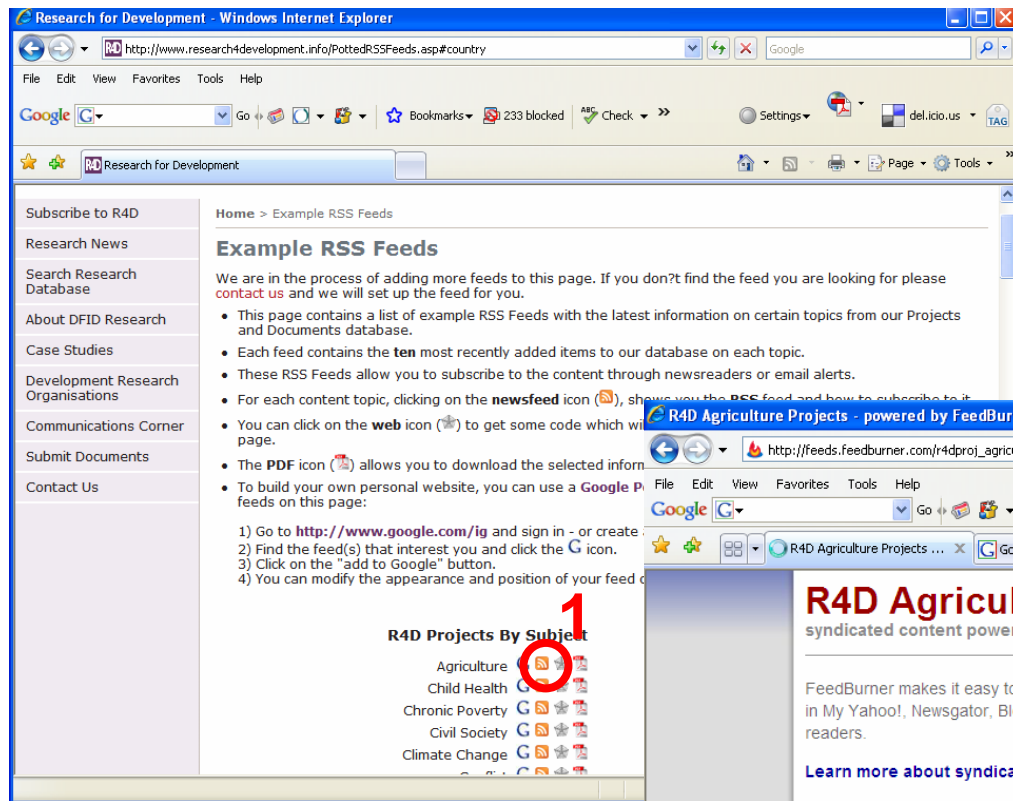 Research for Development - Windows Internet Explorer
R4D http://www.research4development.info/PottedRSSFeeds.asp#country
Google
File Edit View Favorites Tools Help
Google G Go Bookmarks 233 blocked ABC Check » Settings del.icio.us TAG
R4D Research for Development Page Tools »
Subscribe to R4D
Research News
Search Research
Database
About DFID Research
Case Studies
Development Research
Organisations
Communications Corner
Submit Documents
Contact Us
Home > Example RSS Feeds
Example RSS Feeds
We are in the process of adding more feeds to this page. If you don?t find the feed you are looking for please
contact us and we will set up the feed for you.
• This page contains a list of example RSS Feeds with the latest information on certain topics from our Projects
and Documents database.
• Each feed contains the ten most recently added items to our database on each topic.
• These RSS Feeds allow you to subscribe to the content through newsreaders or email alerts.
• For each content topic, clicking on the newsfeed icon ( ), shows you the RSS feed and how to subscribe to it
• You can click on the web icon ( ) to get some code which wi
page.
• The PDF icon ( ) allows you to download the selected inform
• To build your own personal website, you can use a Google P
feeds on this page:
1) Go to http://www.google.com/ig and sign in - or create
2) Find the feed(s) that interest you and click the G icon.
3) Click on the "add to Google" button.
4) You can modify the appearance and position of your feed
1
R4D Projects By Subject
Agriculture G
Child Health G
Chronic Poverty G
Civil Society G
Climate Change G
R4D Agriculture Projects - powered by FeedBur
http://feeds.feedburner.com/r4dproj_agric
File Edit View Favorites Tools Help
Google G Go
R4D Agriculture Projects ... X G Go
R4D Agricul
syndicated content power
FeedBurner makes it easy to
in My Yahoo!, Newsgator, Bl
readers.
Learn more about syndica